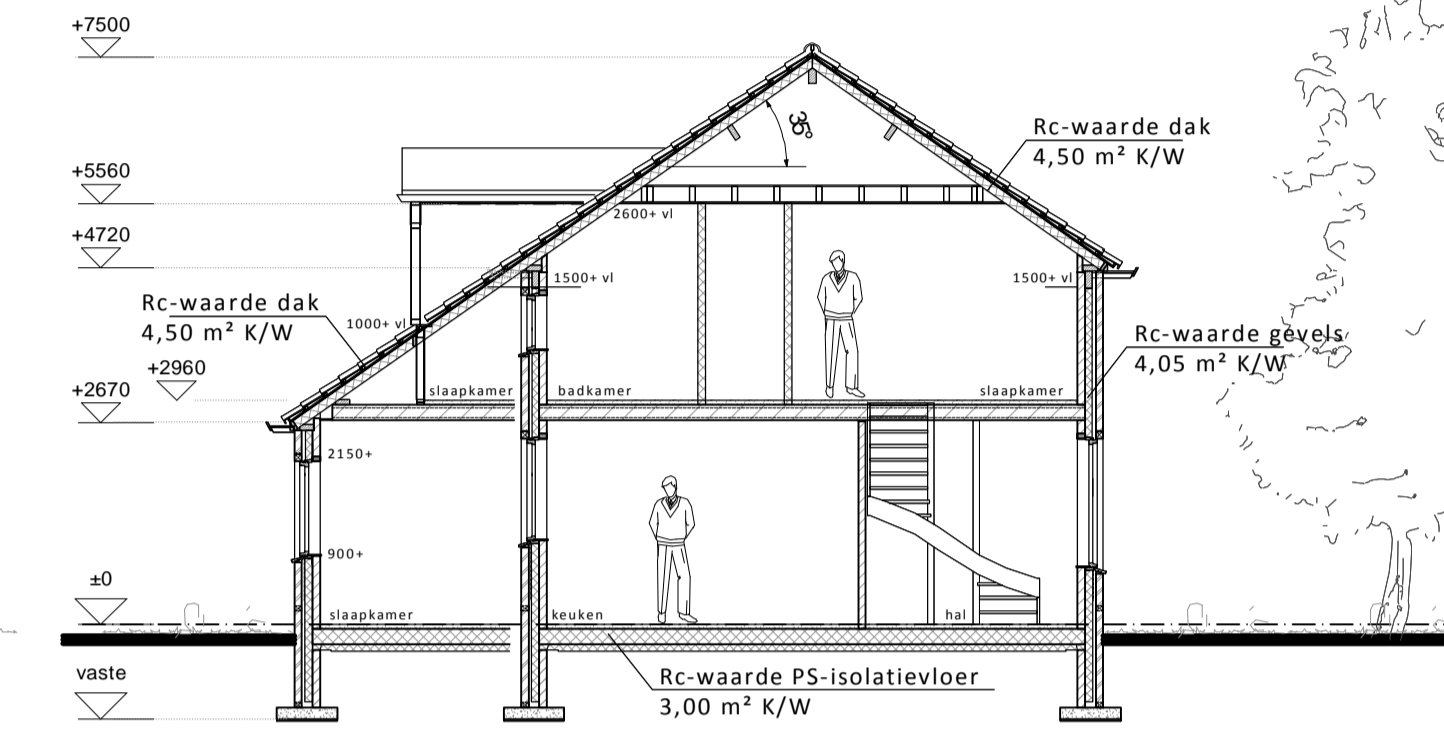 +7500
35°
Rc-waarde dak
4,50 m² K/W
+5560
2600+ vl
+4720
1500+ vl
1500+ vl
Rc-waarde dak
4,50 m² K/W
1000+ vl
Rc-waarde gevels
4,05 m² K/W
+2960
+2670
slaapkamer
badkamer
slaapkamer
2150+
900+
±0
slaapkamer
keuken
hal
vaste
Rc-waarde PS-isolatievloer
3,00 m² K/W